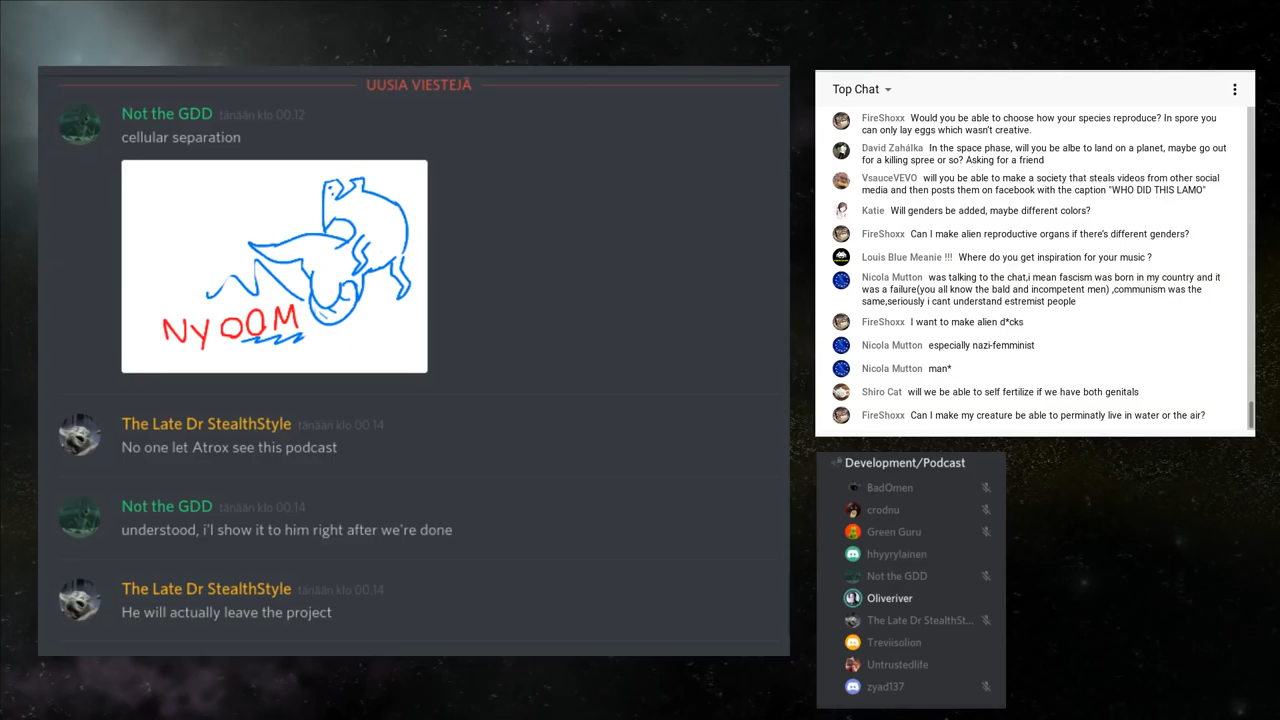 UUSIA VIESTEJÄ
Not the GDD tänään klo 00.12
cellular separation
NYOOM
The Late Dr StealthStyle tänään klo 00.14
No one let Atrox see this podcast
Not the GDD tänään klo 00.14
understood, i'l show it to him right after we're done
The Late Dr StealthStyle tänään klo 00.14
He will actually leave the project
Top Chat
FireShoxx Would you be able to choose how your species reproduce? In spore you
can only lay eggs which wasn't creative.
David Zahálka In the space phase, will you be albe to land on a planet, maybe go out
for a killing spree or so? Asking for a friend
VsauceVEVO will you be able to make a society that steals videos from other social
media and then posts them on facebook with the caption "WHO DID THIS LAMO"
Katie Will genders be added, maybe different colors?
FireShoxx Can I make alien reproductive organs if there's different genders?
Louis Blue Meanie !!! Where do you get inspiration for your music ?
Nicola Mutton was talking to the chat,i mean fascism was born in my country and it
was a failure(you all know the bald and incompetent men) ,communism was the
same,seriously i cant understand estremist people
FireShoxx I want to make alien d*cks
Nicola Mutton especially nazi-femminist
Nicola Mutton man*
Shiro Cat will we be able to self fertilize if we have both genitals
FireShoxx Can I make my creature be able to perminatly live in water or the air?
Development/Podcast
BadOmen
crodnu
Green Guru
hhyyrylainen
Not the GDD
Oliveriver
The Late Dr StealthSt...
Treviisolion
Untrustedlife
zyad137